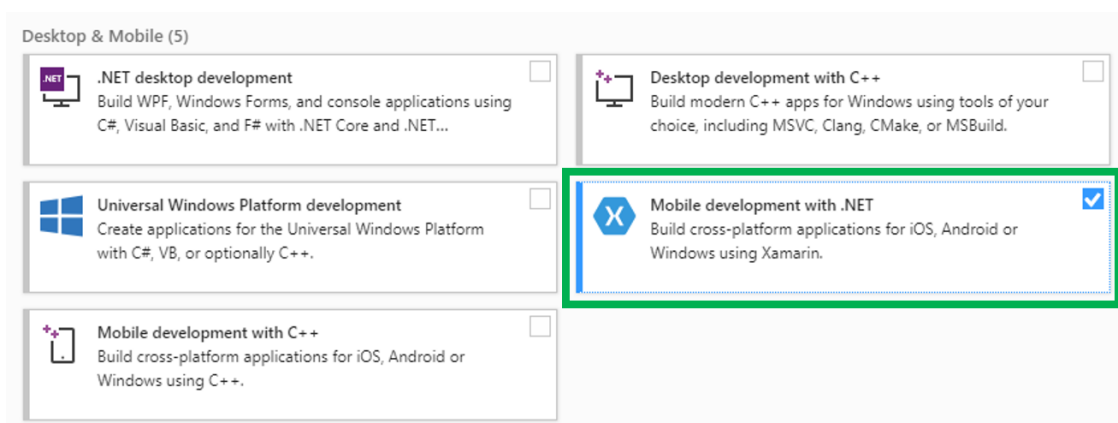 Desktop & Mobile (5)
.NET
.NET desktop development
Build WPF, Windows Forms, and console applications using
C#, Visual Basic, and F# with .NET Core and .NET...
Desktop development with C++
Build modern C++ apps for Windows using tools of your
choice, including MSVC, Clang, CMake, or MSBuild.
Universal Windows Platform development
Create applications for the Universal Windows Platform
with C#, VB, or optionally C++.
Mobile development with .NET
Build cross-platform applications for iOS, Android or
Windows using Xamarin.
Mobile development with C++
Build cross-platform applications for iOS, Android or
Windows using C++.